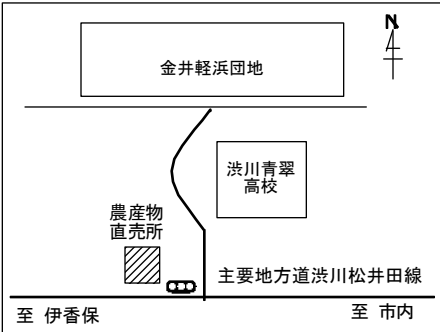 N
金井軽浜団地
渋川青翠
高校
農産物
直売所
主要地方道渋川松井田線
至 伊香保
至 市内